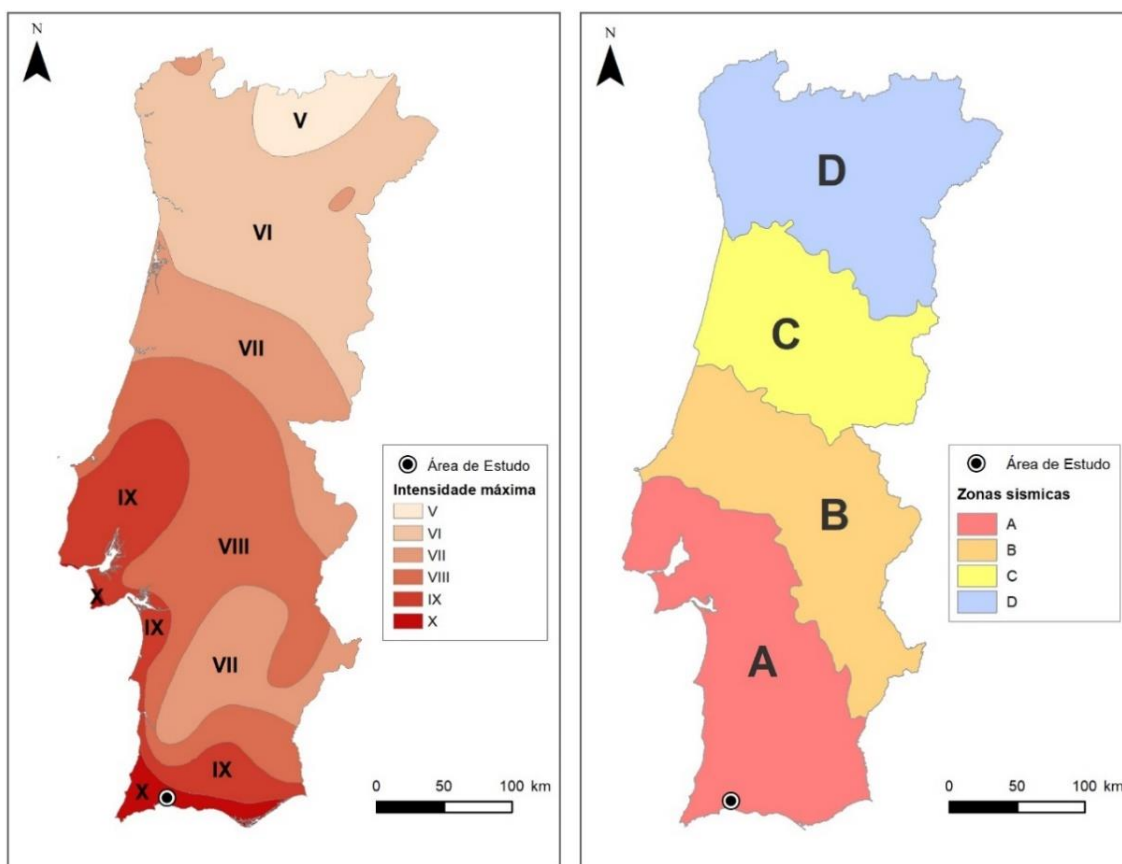 N
V
VI
VII
IX
VIII
X
IX
VII
IX
X
Área de Estudo
Intensidade máxima
V
VI
VII
VIII
IX
X
0 50 100 km
N
D
C
B
A
Área de Estudo
Zonas sismicas
A
B
C
D
0 50 100 km